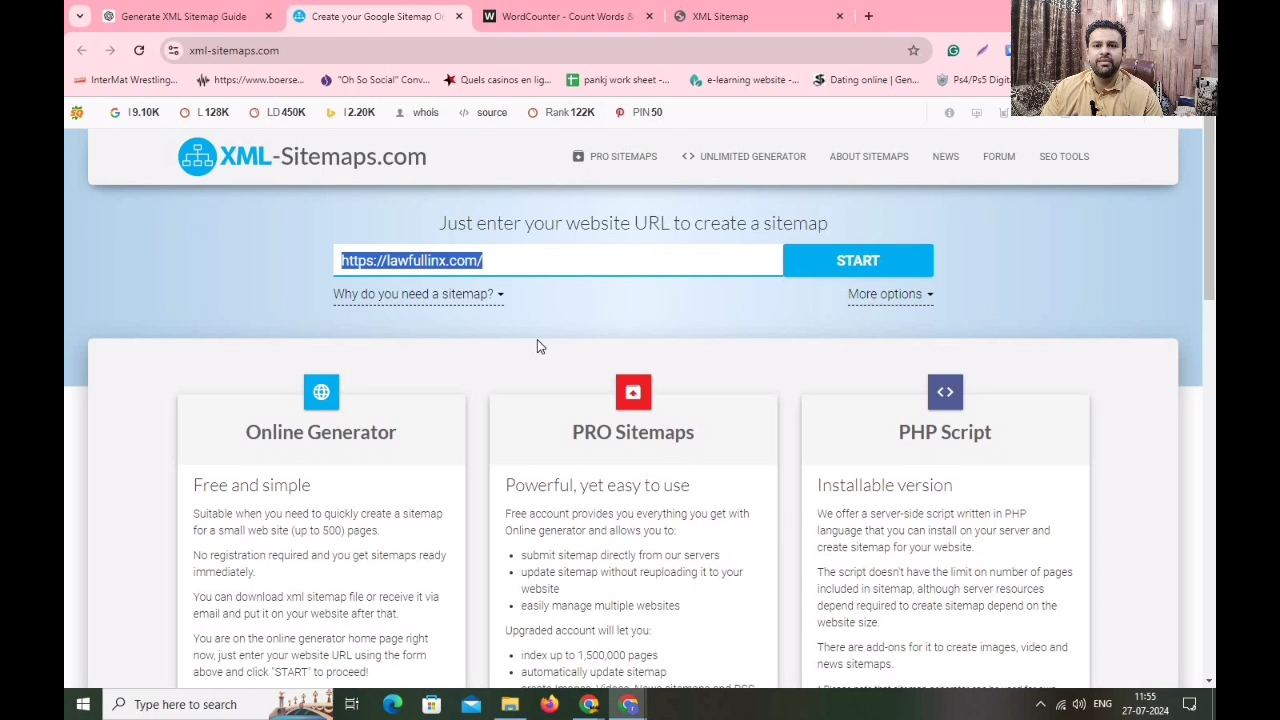 Generate XML Sitemap Guide
Create your Google Sitemap On
WordCounter - Count Words &
XML Sitemap
xml-sitemaps.com
InterMat Wrestling...
https://www.boerse...
"Oh So Social" Conv...
Quels casinos en lig...
pankj work sheet -...
e-learning website -...
Dating online | Gen...
Ps4/Ps5 Digit
I 9.10K
L 128K
LD 450K
I 2.20K
whois
source
Rank 122K
PIN 50
XML-Sitemaps.com
PRO SITEMAPS
UNLIMITED GENERATOR
ABOUT SITEMAPS
NEWS
FORUM
SEO TOOLS
Just enter your website URL to create a sitemap
https://lawfullinx.com/
START
Why do you need a sitemap?
More options
Online Generator
Free and simple
Suitable when you need to quickly create a sitemap
for a small web site (up to 500) pages.
No registration required and you get sitemaps ready
immediately.
You can download xml sitemap file or receive it via
email and put it on your website after that.
You are on the online generator home page right
now, just enter your website URL using the form
above and click "START" to proceed!
PRO Sitemaps
Powerful, yet easy to use
Free account provides you everything you get with
Online generator and allows you to:
• submit sitemap directly from our servers
• update sitemap without reuploading it to your
website
• easily manage multiple websites
Upgraded account will let you:
• index up to 1,500,000 pages
• automatically update sitemap
PHP Script
Installable version
We offer a server-side script written in PHP
language that you can install on your server and
create sitemap for your website.
The script doesn't have the limit on number of pages
included in sitemap, although server resources
depend required to create sitemap depend on the
website size.
There are add-ons for it to create images, video and
news sitemaps.
Type here to search
ENG
11:55
27-07-2024